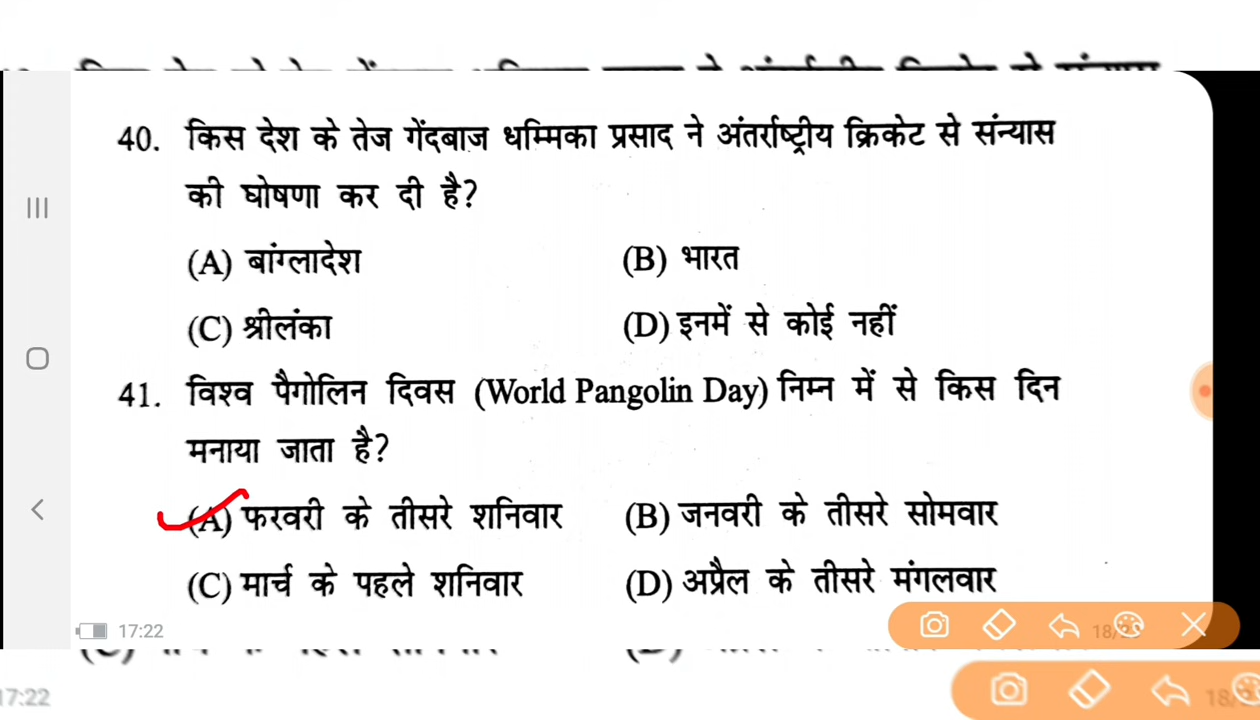 40. किस देश के तेज गेंदबाज धम्मिका प्रसाद ने अंतर्राष्ट्रीय क्रिकेट से संन्यास
की घोषणा कर दी है?
(A) बांग्लादेश (B) भारत
(C) श्रीलंका (D) इनमें से कोई नहीं
41. विश्व पैगोलिन दिवस (World Pangolin Day) निम्न में से किस दिन
मनाया जाता है?
(A) फरवरी के तीसरे शनिवार (B) जनवरी के तीसरे सोमवार
(C) मार्च के पहले शनिवार (D) अप्रैल के तीसरे मंगलवार
17:22
17:22